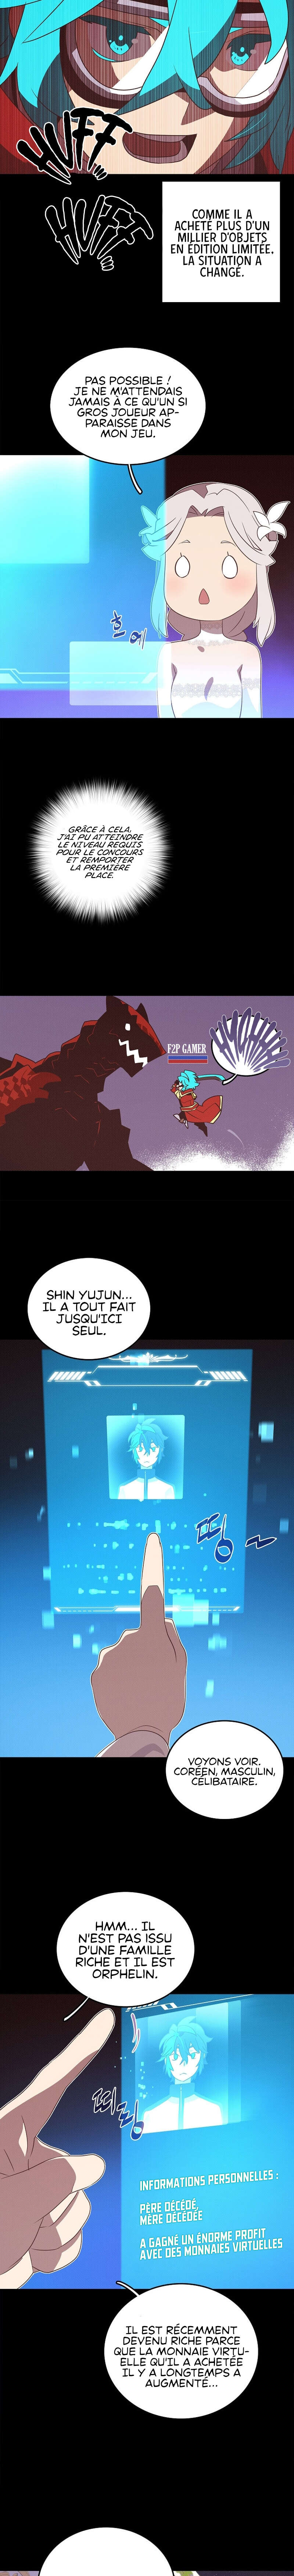 HUFF
HUFF
COMME IL A
ACHETÉ PLUS D'UN
MILLIER D'OBJETS
EN ÉDITION LIMITÉE,
LA SITUATION A
CHANGÉ.
PAS POSSIBLE !
JE NE M'ATTENDAIS
JAMAIS À CE QU'UN SI
GROS JOUEUR AP-
PARAISSE DANS
MON JEU.
GRÂCE À CELA,
J'AI PU ATTEINDRE
LE NIVEAU REQUIS
POUR LE CONCOURS
ET REMPORTER
LA PREMIÈRE
PLACE.
F2P GAMER
SHIN YUJUN...
IL A TOUT FAIT
JUSQU'ICI
SEUL.
VOYONS VOIR.
CORÉEN, MASCULIN,
CÉLIBATAIRE.
HMM... IL
N'EST PAS ISSU
D'UNE FAMILLE
RICHE ET IL EST
ORPHELIN.
INFORMATIONS PERSONNELLES :
PÈRE DÉCÉDÉ,
MÈRE DÉCÉDÉE
A GAGNÉ UN ÉNORME PROFIT
AVEC DES MONNAIES VIRTUELLES
IL EST RÉCEMMENT
DEVENU RICHE PARCE
QUE LA MONNAIE VIRTU-
ELLE QU'IL A ACHETÉE
IL Y A LONGTEMPS A
AUGMENTÉ...